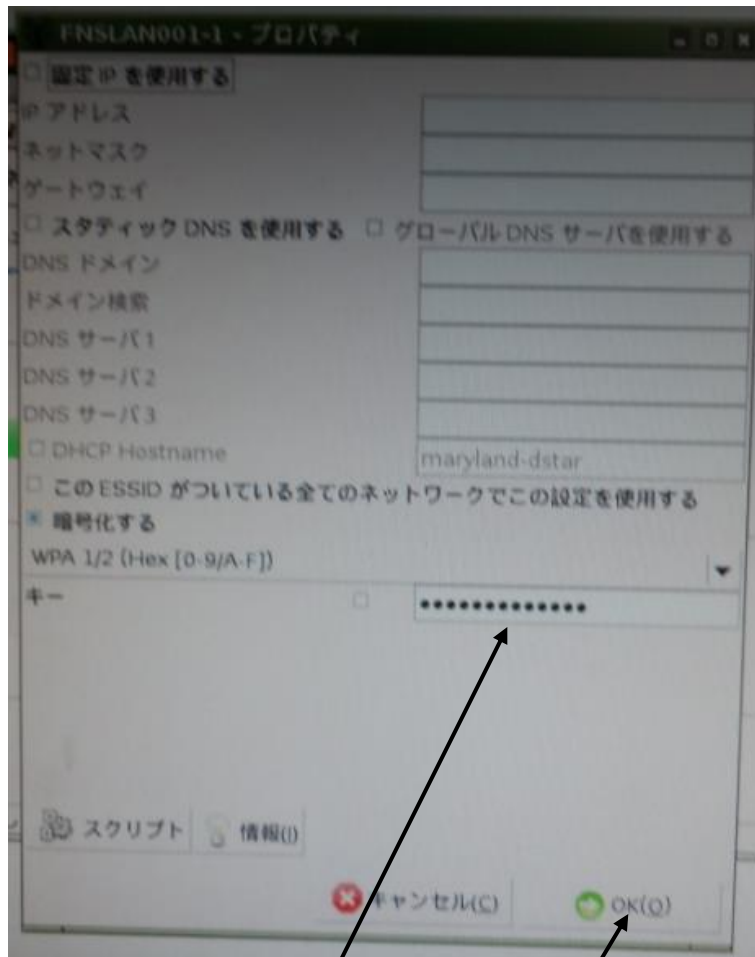 FNSLAN001-1 - プロパティ
固定 IP を使用する
IP アドレス
ネットマスク
ゲートウェイ
スタティック DNS を使用する グローバル DNS サーバを使用する
DNS ドメイン
ドメイン検索
DNS サーバ 1
DNS サーバ 2
DNS サーバ 3
DHCP Hostname maryland-dstar
この ESSID がついている全てのネットワークでこの設定を使用する
暗号化する
WPA 1/2 (Hex [0-9/A-F])
キー •••••••••••••
スクリプト 情報(I)
キャンセル(C) OK(O)